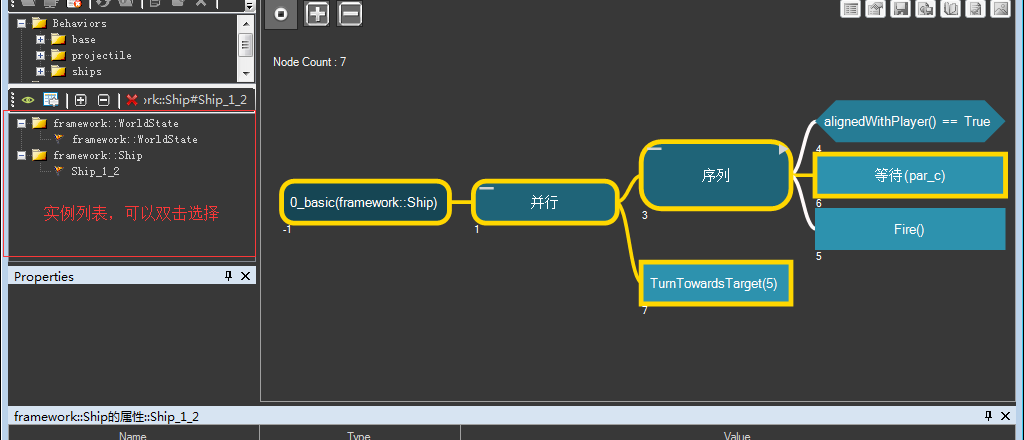 Behaviors
base
projectile
ships
rk::Ship#Ship_1_2
framework::WorldState
framework::WorldState
framework::Ship
Ship_1_2
实例列表，可以双击选择
Properties
Node Count : 7
0_basic(framework::Ship)
-1
并行
1
序列
3
TurnTowardsTarget(5)
7
alignedWithPlayer() == True
4
等待(par_c)
6
Fire()
5
framework::Ship的属性::Ship_1_2
Name Type Value